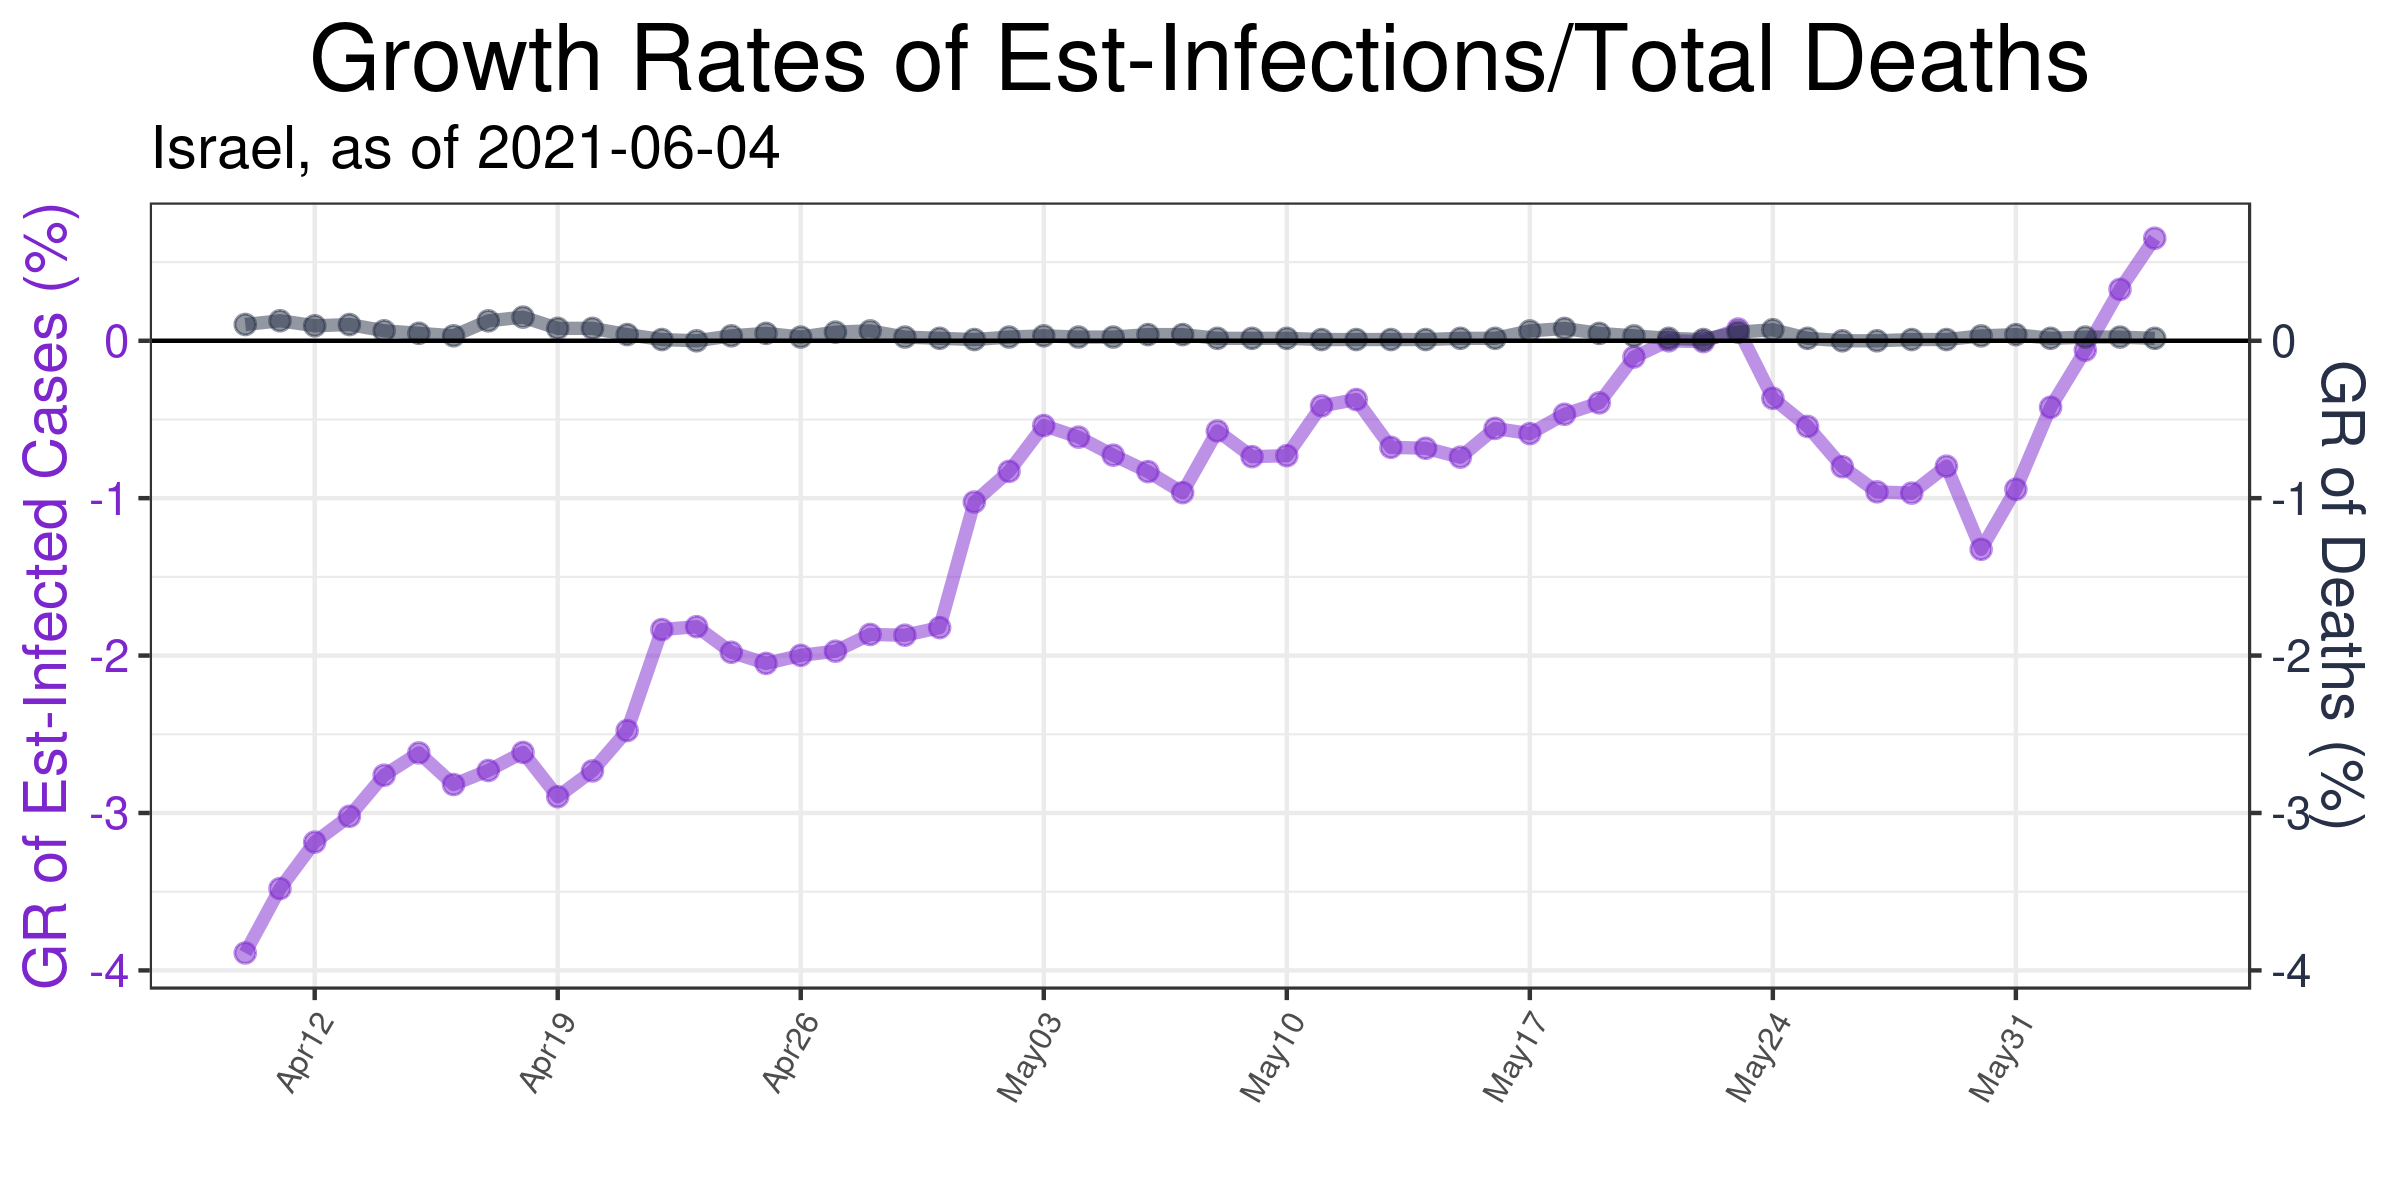 Growth Rates of Est-Infections/Total Deaths
Israel, as of 2021-06-04
GR of Est-Infected Cases (%)
0
-1
-2
-3
-4
0
-1
-2
-3
-4
GR of Deaths (%)
Apr12
Apr19
Apr26
May03
May10
May17
May24
May31